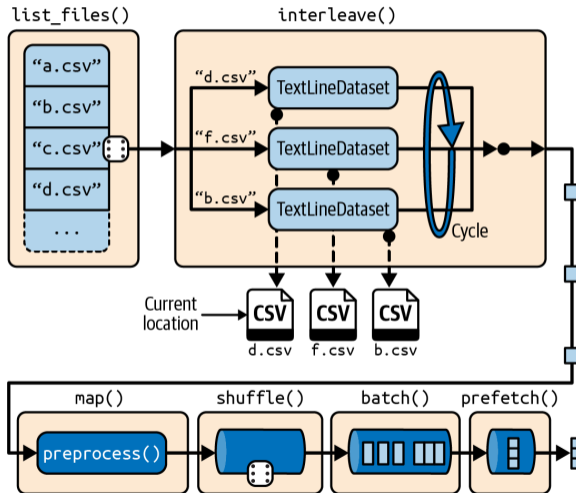 list_files()
interleave()
“a.csv”
“b.csv”
“c.csv”
“d.csv”
...
“d.csv”
TextLineDataset
“f.csv”
TextLineDataset
“b.csv”
TextLineDataset
Cycle
Current
location
CSV
CSV
CSV
d.csv
f.csv
b.csv
map()
shuffle()
batch()
prefetch()
preprocess()